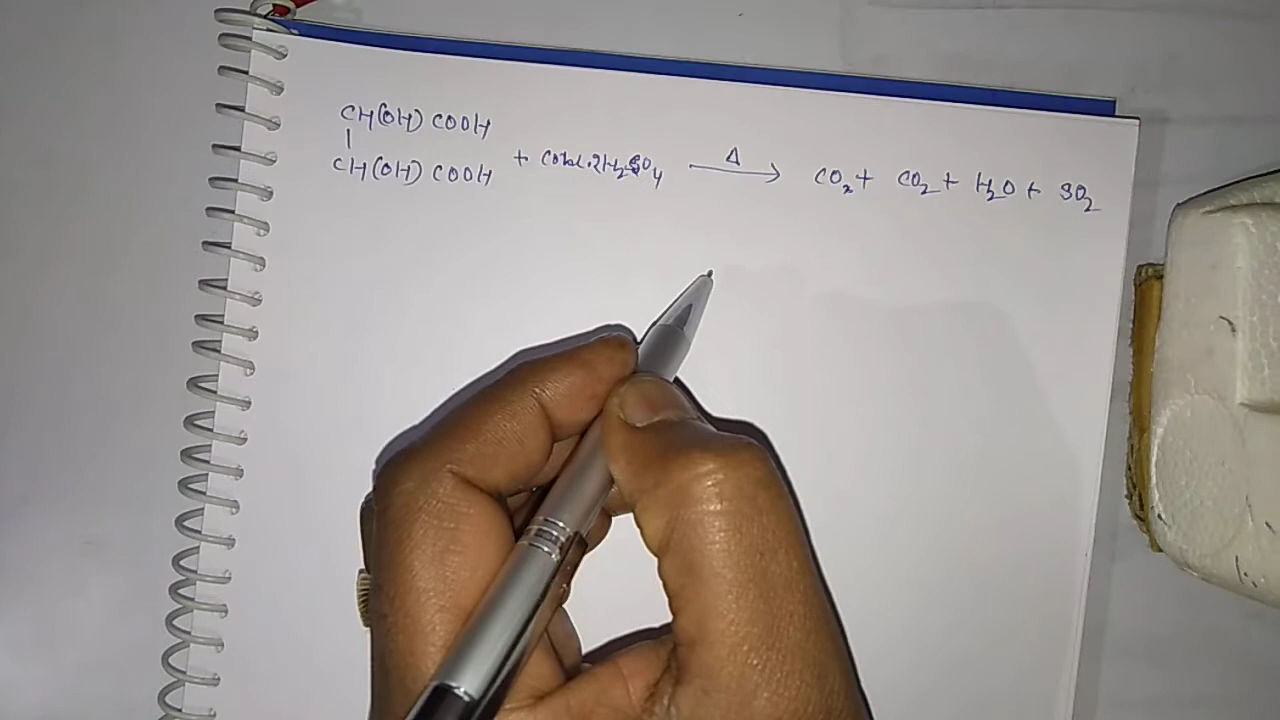 CH(OH) COOH
|
CH(OH) COOH + conc.2H₂SO₄ —Δ→ CO₂ + CO₂ + H₂O + SO₂